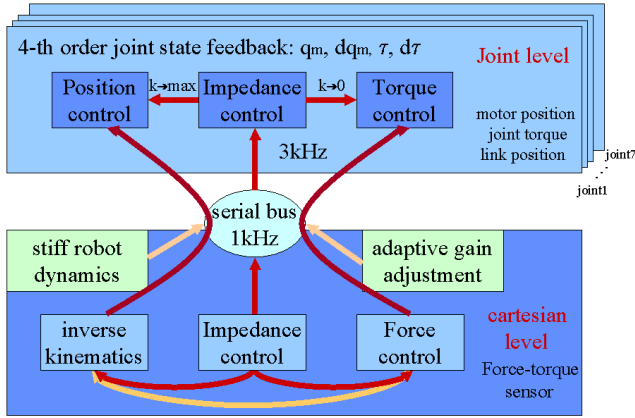 4-th order joint state feedback: qm, dqm, τ, dτ
Joint level
Position
control
k→max
Impedance
control
k→0
Torque
control
motor position
joint torque
link position
3kHz
joint7
joint1
serial bus
1kHz
stiff robot
dynamics
adaptive gain
adjustment
inverse
kinematics
Impedance
control
Force
control
cartesian
level
Force-torque
sensor